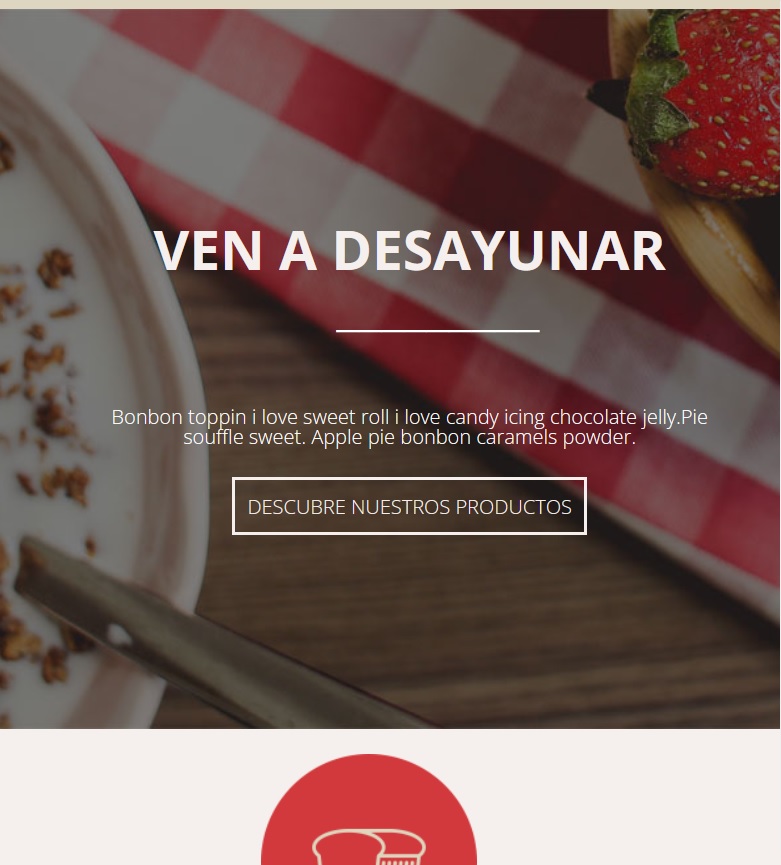 VEN A DESAYUNAR
Bonbon toppin i love sweet roll i love candy icing chocolate jelly.Pie
souffle sweet. Apple pie bonbon caramels powder.
DESCUBRE NUESTROS PRODUCTOS